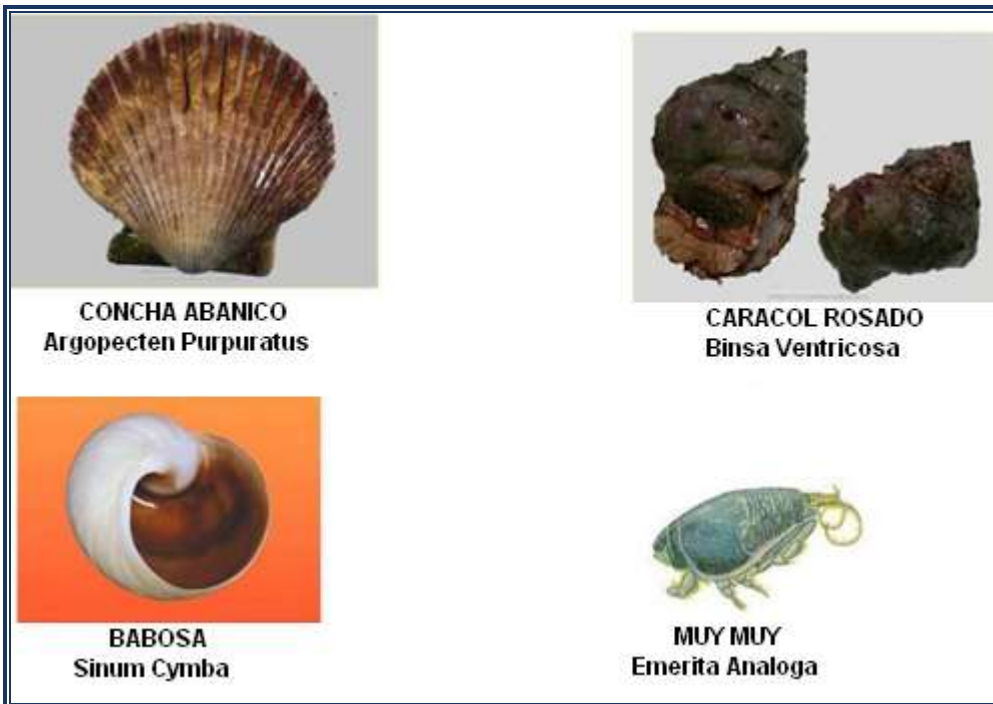 CONCHA ABANICO
Argopecten Purpuratus
CARACOL ROSADO
Binsa Ventricosa
BABOSA
Sinum Cymba
MUY MUY
Emerita Analoga